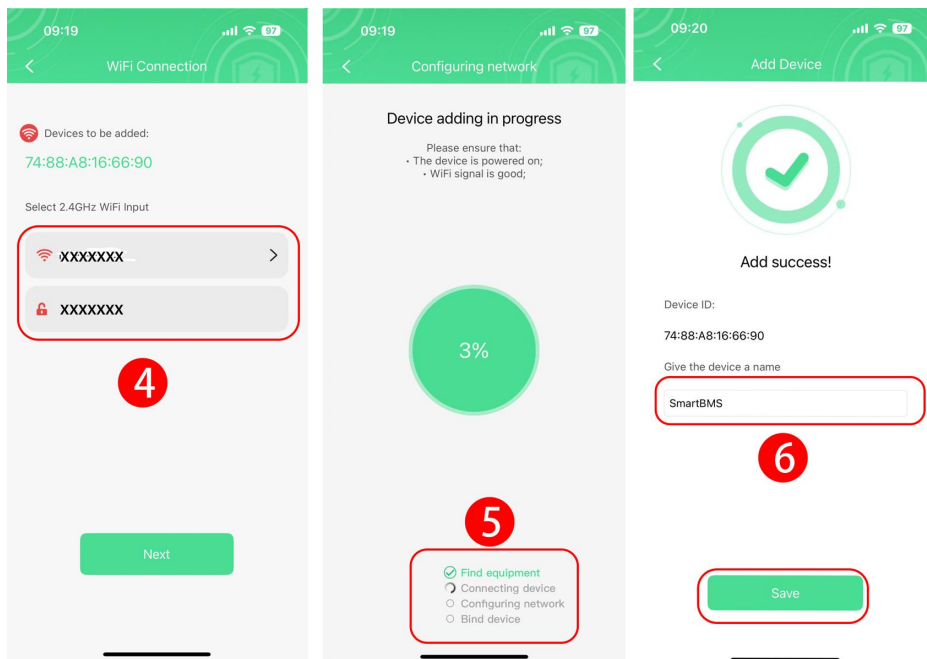 09:19
97
WiFi Connection
Devices to be added:
74:88:A8:16:66:90
Select 2.4GHz WiFi Input
XXXXXXX
XXXXXXX
4
Next
09:19
97
Configuring network
Device adding in progress
Please ensure that:
• The device is powered on;
• WiFi signal is good;
3%
5
Find equipment
Connecting device
Configuring network
Bind device
09:20
97
Add Device
Add success!
Device ID:
74:88:A8:16:66:90
Give the device a name
SmartBMS
6
Save